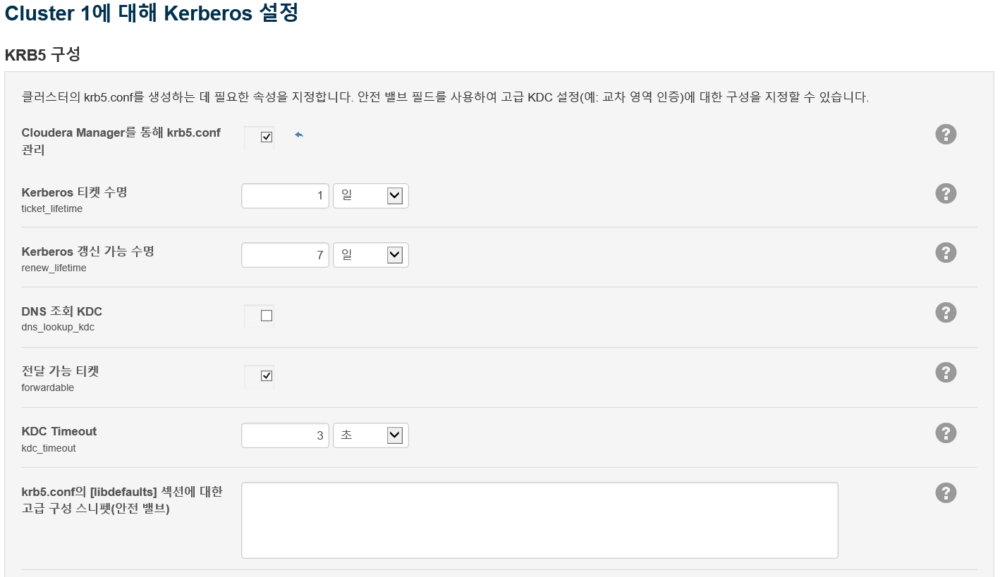 Cluster 1에 대해 Kerberos 설정
KRB5 구성
클러스터의 krb5.conf를 생성하는 데 필요한 속성을 지정합니다. 안전 밸브 필드를 사용하여 고급 KDC 설정(예: 교차 영역 인증)에 대한 구성을 지정할 수 있습니다.
Cloudera Manager를 통해 krb5.conf
관리
Kerberos 티켓 수명
1 일
ticket_lifetime
Kerberos 갱신 가능 수명
7 일
renew_lifetime
DNS 조회 KDC
dns_lookup_kdc
전달 가능 티켓
forwardable
KDC Timeout
3 초
kdc_timeout
krb5.conf의 [libdefaults] 섹션에 대한
고급 구성 스니펫(안전 밸브)